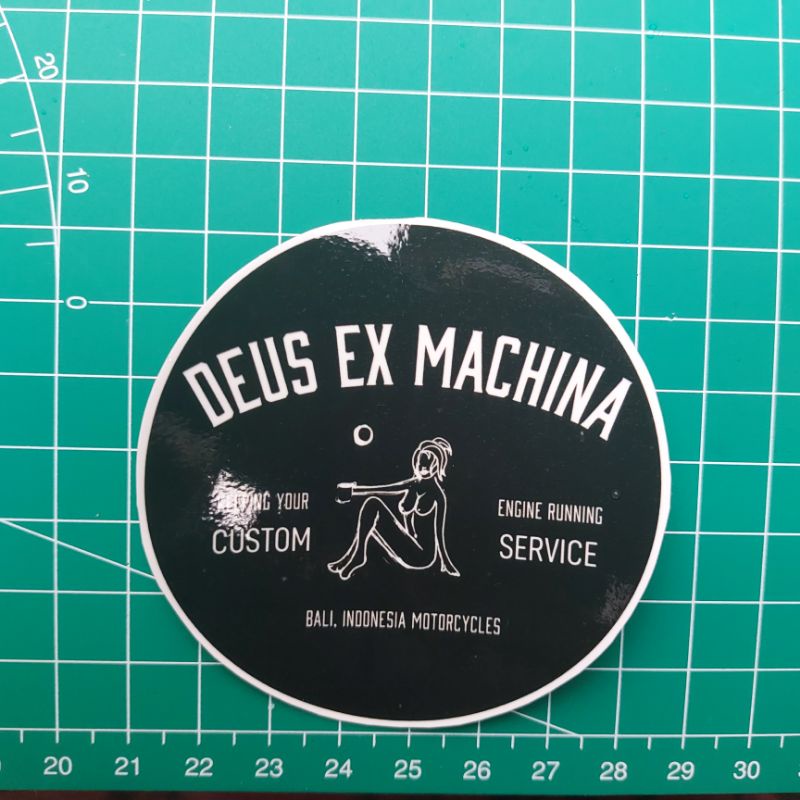 20
10
0
DEUS EX MACHINA
YOUR
CUSTOM
ENGINE RUNNING
SERVICE
BALI, INDONESIA MOTORCYCLES
20 21 22 23 24 25 26 27 28 29 30